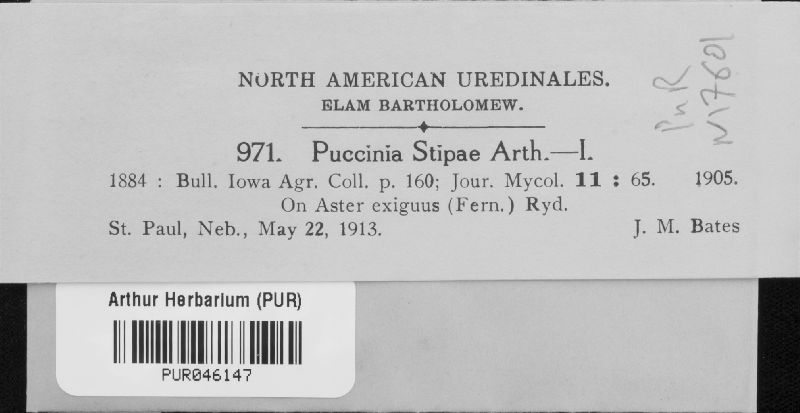 NORTH AMERICAN UREDINALES.
ELAM BARTHOLOMEW.
971. Puccinia Stipae Arth.—I.
1884 : Bull. Iowa Agr. Coll. p. 160; Jour. Mycol. 11 : 65. 1905.
On Aster exiguus (Fern.) Ryd.
St. Paul, Neb., May 22, 1913. J. M. Bates
PUR
N17601
Arthur Herbarium (PUR)
PUR046147